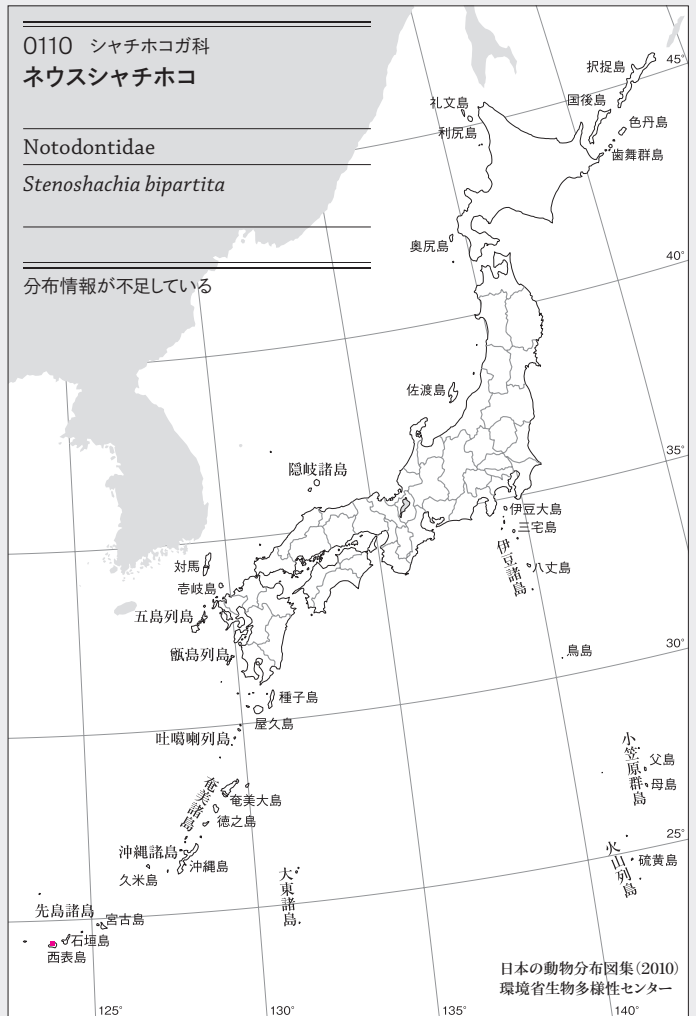 0110 シャチホコガ科
ネウスシャチホコ
Notodontidae
Stenoshachia bipartita
分布情報が不足している
択捉島
45°
礼文島
国後島
利尻島
色丹島
歯舞群島
奥尻島
40°
佐渡島
35°
隠岐諸島
伊豆大島
三宅島
伊豆諸島
八丈島
対馬
壱岐島
五島列島
甑島列島
鳥島
30°
種子島
屋久島
吐噶喇列島
小笠原群島
父島
母島
奄美諸島
奄美大島
徳之島
25°
沖縄諸島
沖縄島
久米島
火山列島
硫黄島
大東諸島
先島諸島
宮古島
石垣島
西表島
日本の動物分布図集(2010)
環境省生物多様性センター
125°
130°
135°
140°